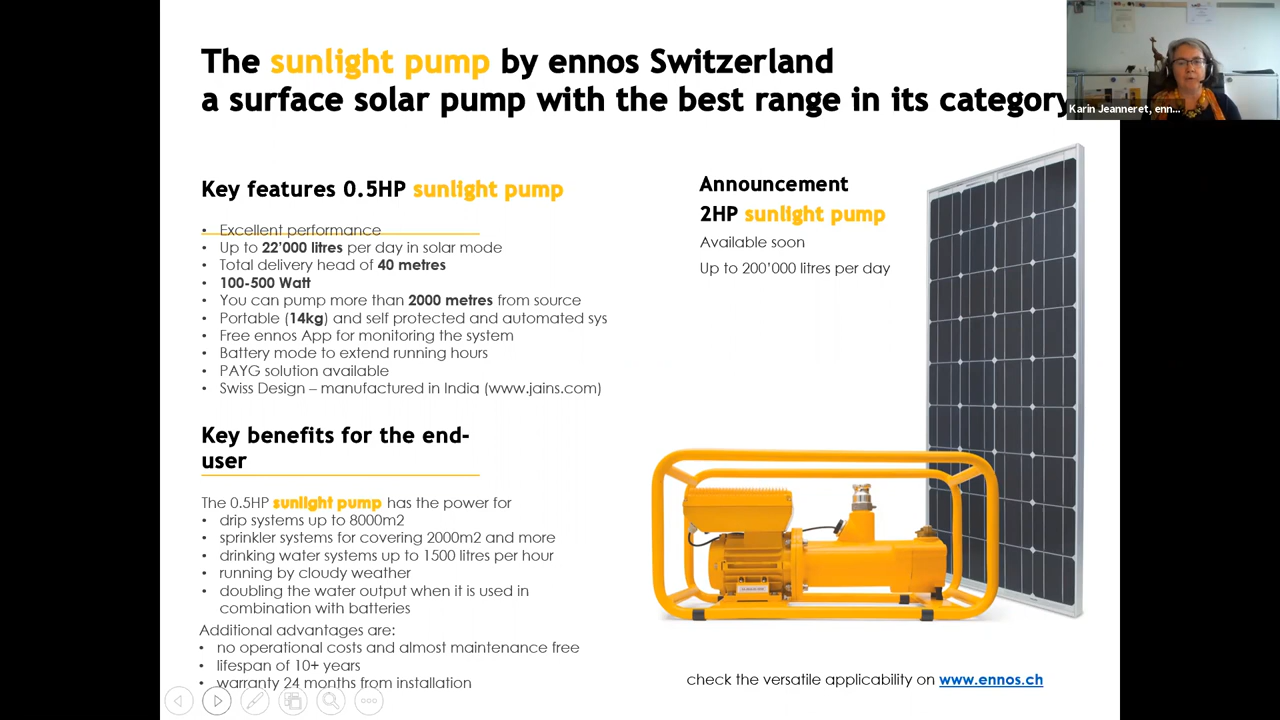 The sunlight pump by ennos Switzerland
a surface solar pump with the best range in its category
Karin Jeanneret, enn...
Key features 0.5HP sunlight pump
• Excellent performance
• Up to 22’000 litres per day in solar mode
• Total delivery head of 40 metres
• 100-500 Watt
• You can pump more than 2000 metres from source
• Portable (14kg) and self protected and automated sys
• Free ennos App for monitoring the system
• Battery mode to extend running hours
• PAYG solution available
• Swiss Design – manufactured in India (www.jains.com)
Key benefits for the end-
user
The 0.5HP sunlight pump has the power for
• drip systems up to 8000m2
• sprinkler systems for covering 2000m2 and more
• drinking water systems up to 1500 litres per hour
• running by cloudy weather
• doubling the water output when it is used in
combination with batteries
Additional advantages are:
• no operational costs and almost maintenance free
• lifespan of 10+ years
• warranty 24 months from installation
Announcement
2HP sunlight pump
Available soon
Up to 200’000 litres per day
check the versatile applicability on www.ennos.ch